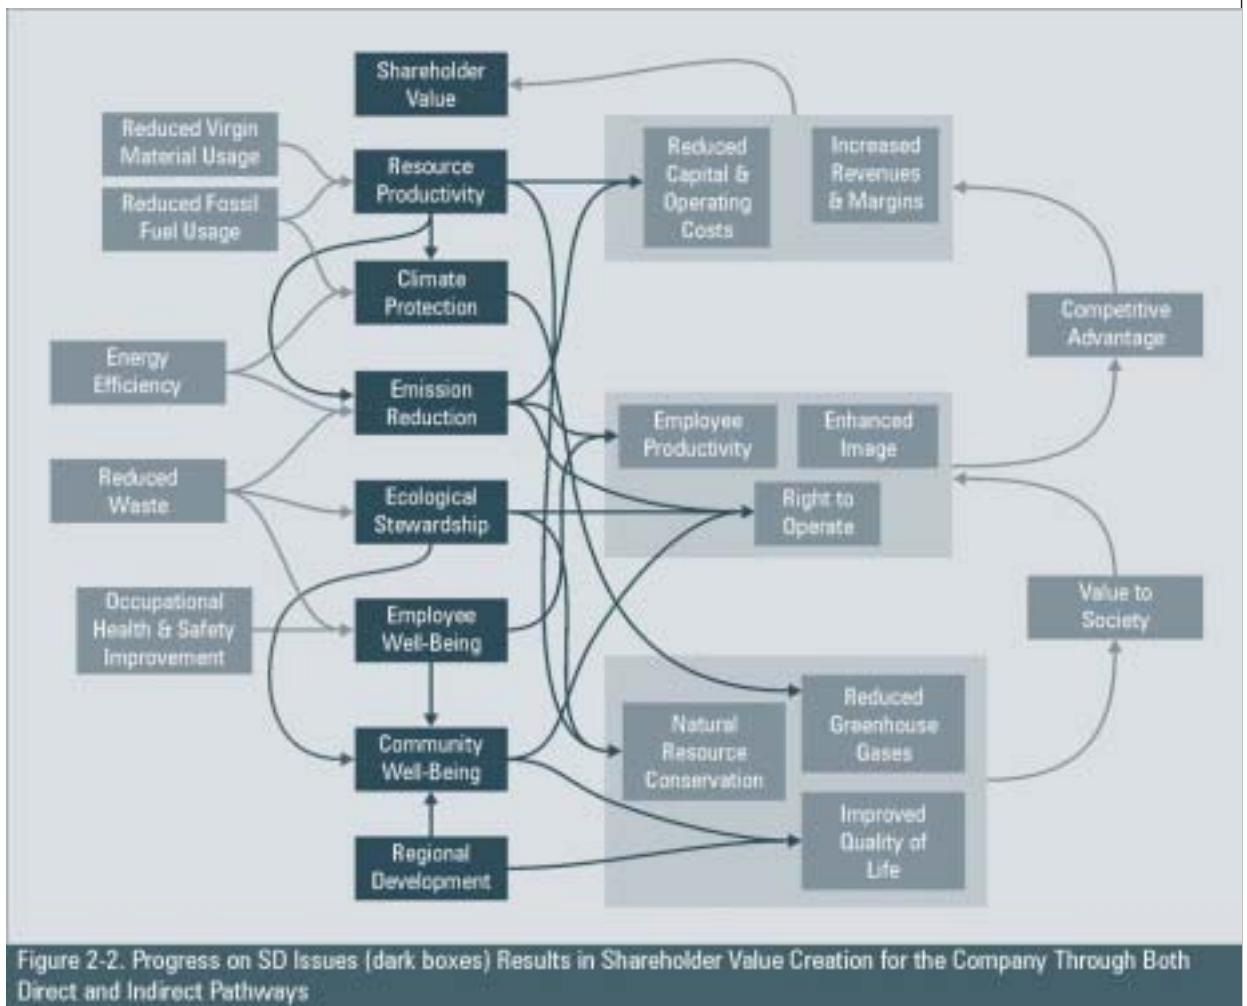 Shareholder
Value
Reduced Virgin
Material Usage
Reduced Fossil
Fuel Usage
Energy
Efficiency
Reduced
Waste
Occupational
Health & Safety
Improvement
Resource
Productivity
Climate
Protection
Emission
Reduction
Ecological
Stewardship
Employee
Well-Being
Community
Well-Being
Regional
Development
Reduced
Capital &
Operating
Costs
Increased
Revenues
& Margins
Employee
Productivity
Enhanced
Image
Right to
Operate
Natural
Resource
Conservation
Reduced
Greenhouse
Gases
Improved
Quality of
Life
Competitive
Advantage
Value to
Society
Figure 2-2. Progress on SD Issues (dark boxes) Results in Shareholder Value Creation for the Company Through Both
Direct and Indirect Pathways